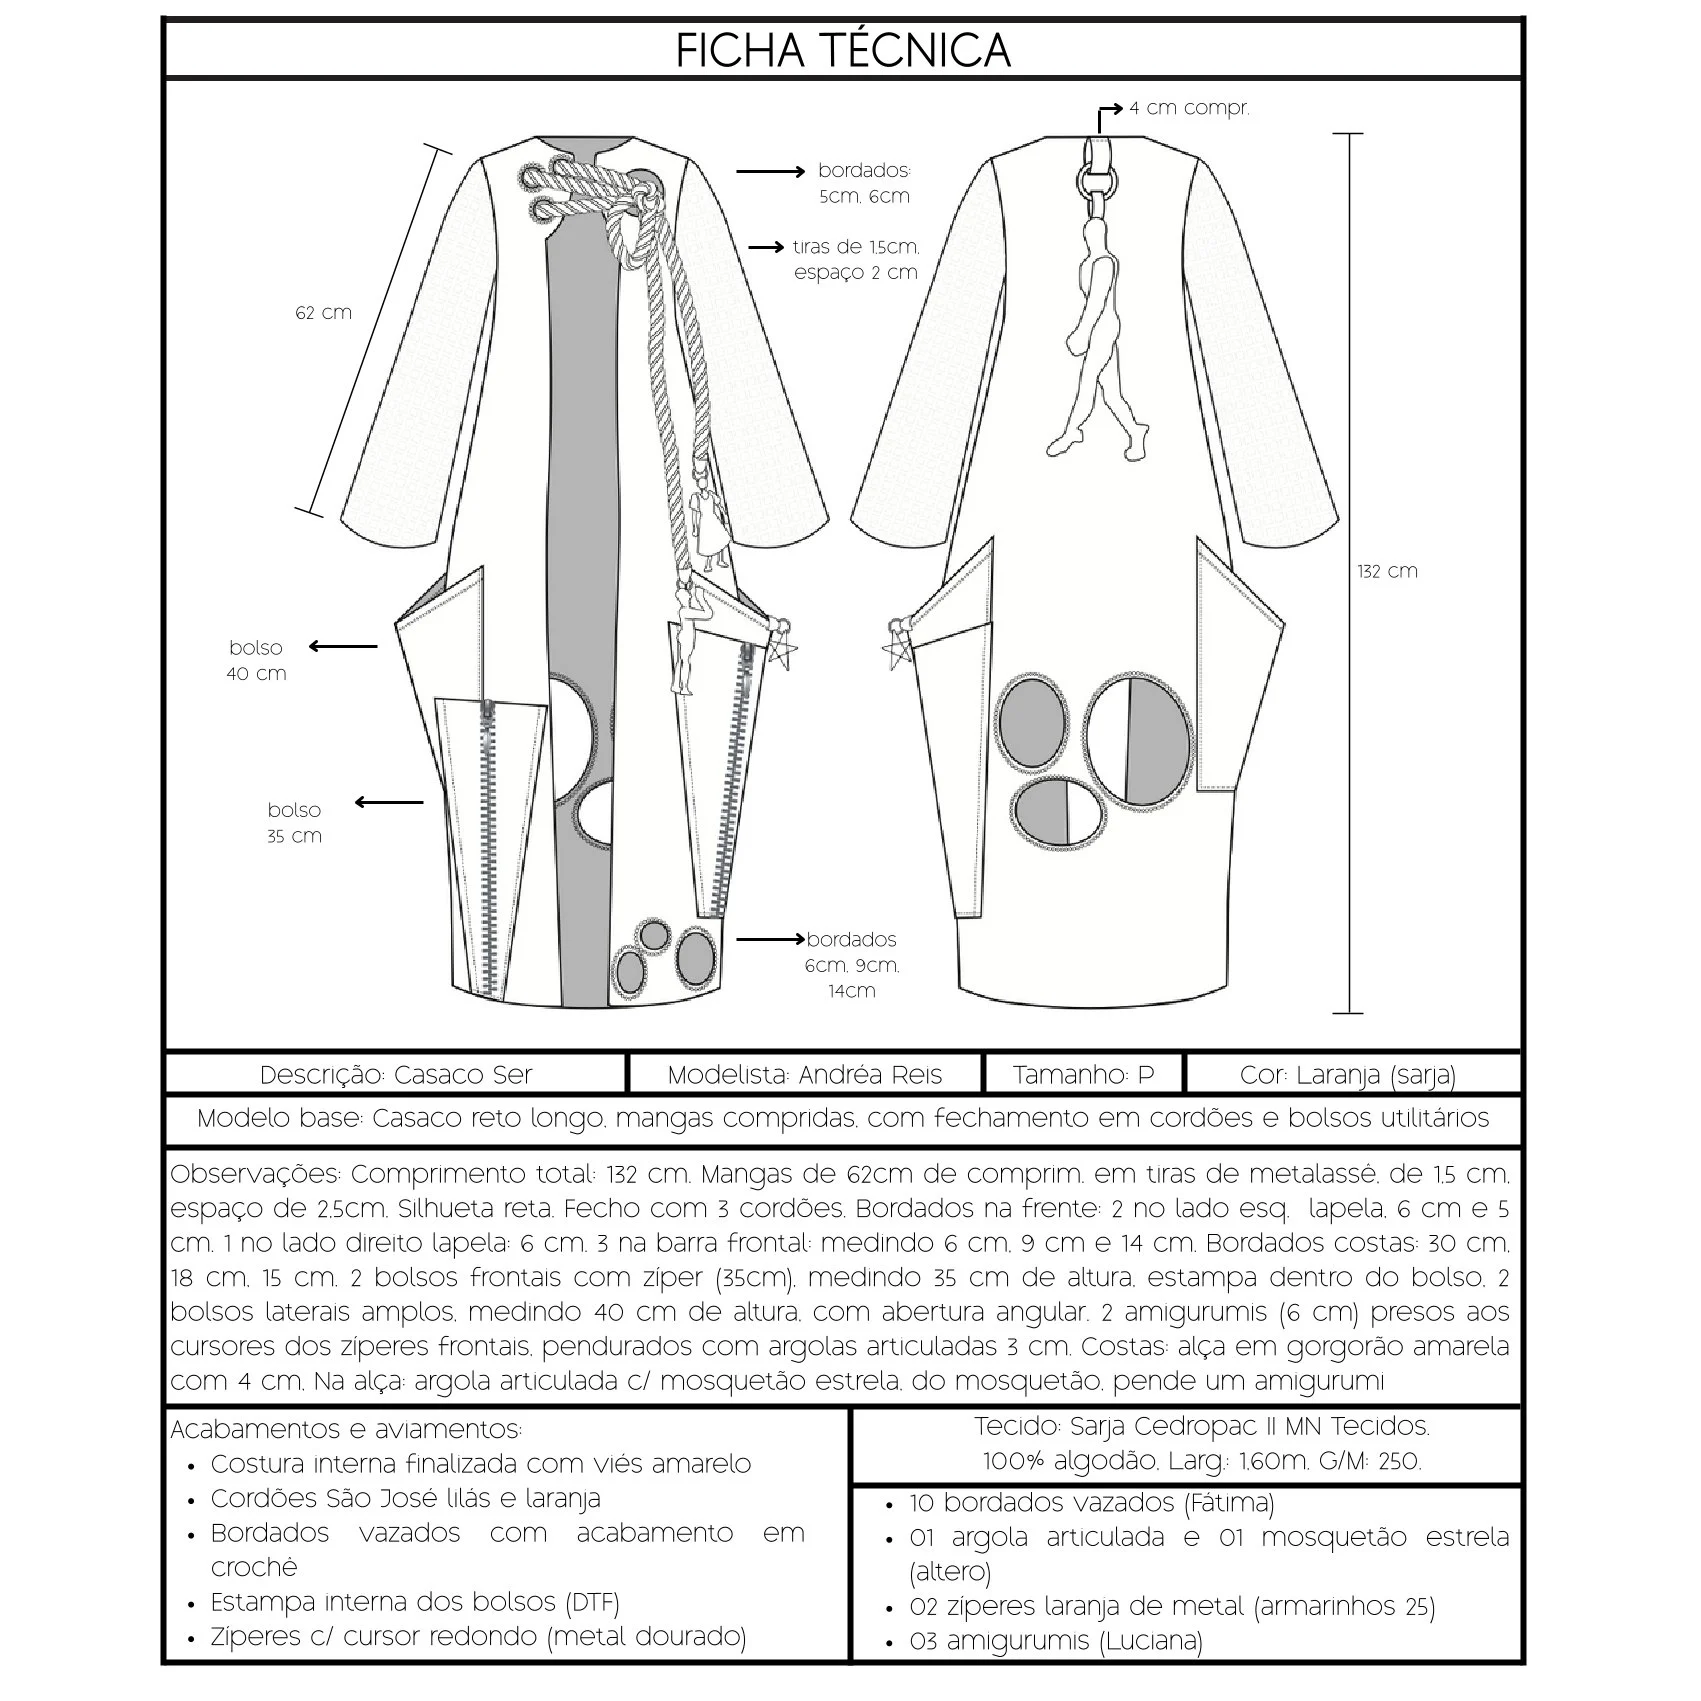 FICHA TÉCNICA
4 cm compr.
bordados:
5cm, 6cm
tiras de 1,5cm,
espaço 2 cm
62 cm
132 cm
bolso
40 cm
bolso
35 cm
bordados
6cm, 9cm,
14cm
Descrição: Casaco Ser
Modelista: Andréa Reis
Tamanho: P
Cor: Laranja (sarja)
Modelo base: Casaco reto longo, mangas compridas, com fechamento em cordões e bolsos utilitários
Observações: Comprimento total: 132 cm. Mangas de 62cm de comprim. em tiras de metalassé, de 1,5 cm,
espaço de 2,5cm. Silhueta reta. Fecho com 3 cordões. Bordados na frente: 2 no lado esq. lapela, 6 cm e 5
cm. 1 no lado direito lapela: 6 cm. 3 na barra frontal: medindo 6 cm, 9 cm e 14 cm. Bordados costas: 30 cm,
18 cm, 15 cm. 2 bolsos frontais com zíper (35cm), medindo 35 cm de altura, estampa dentro do bolso. 2
bolsos laterais amplos, medindo 40 cm de altura, com abertura angular. 2 amigurumis (6 cm) presos aos
cursores dos zíperes frontais, pendurados com argolas articuladas 3 cm. Costas: alça em gorgorão amarela
com 4 cm, Na alça: argola articulada c/ mosquetão estrela, do mosquetão, pende um amigurumi
Acabamentos e aviamentos:
• Costura interna finalizada com viés amarelo
• Cordões São José lilás e laranja
• Bordados vazados com acabamento em
crochê
• Estampa interna dos bolsos (DTF)
• Zíperes c/ cursor redondo (metal dourado)
Tecido: Sarja Cedropac II MN Tecidos.
100% algodão, Larg.: 1,60m, G/M: 250.
• 10 bordados vazados (Fátima)
• 01 argola articulada e 01 mosquetão estrela
(altero)
• 02 zíperes laranja de metal (armarinhos 25)
• 03 amigurumis (Luciana)